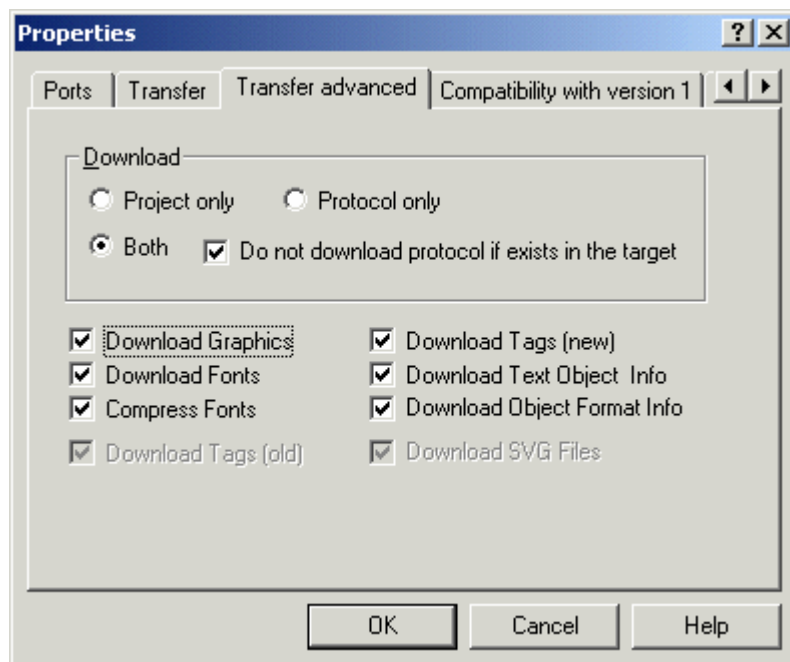 Properties
Ports Transfer Transfer advanced Compatibility with version 1
Download
Project only Protocol only
Both Do not download protocol if exists in the target
Download Graphics Download Tags (new)
Download Fonts Download Text Object Info
Compress Fonts Download Object Format Info
Download Tags (old) Download SVG Files
OK Cancel Help